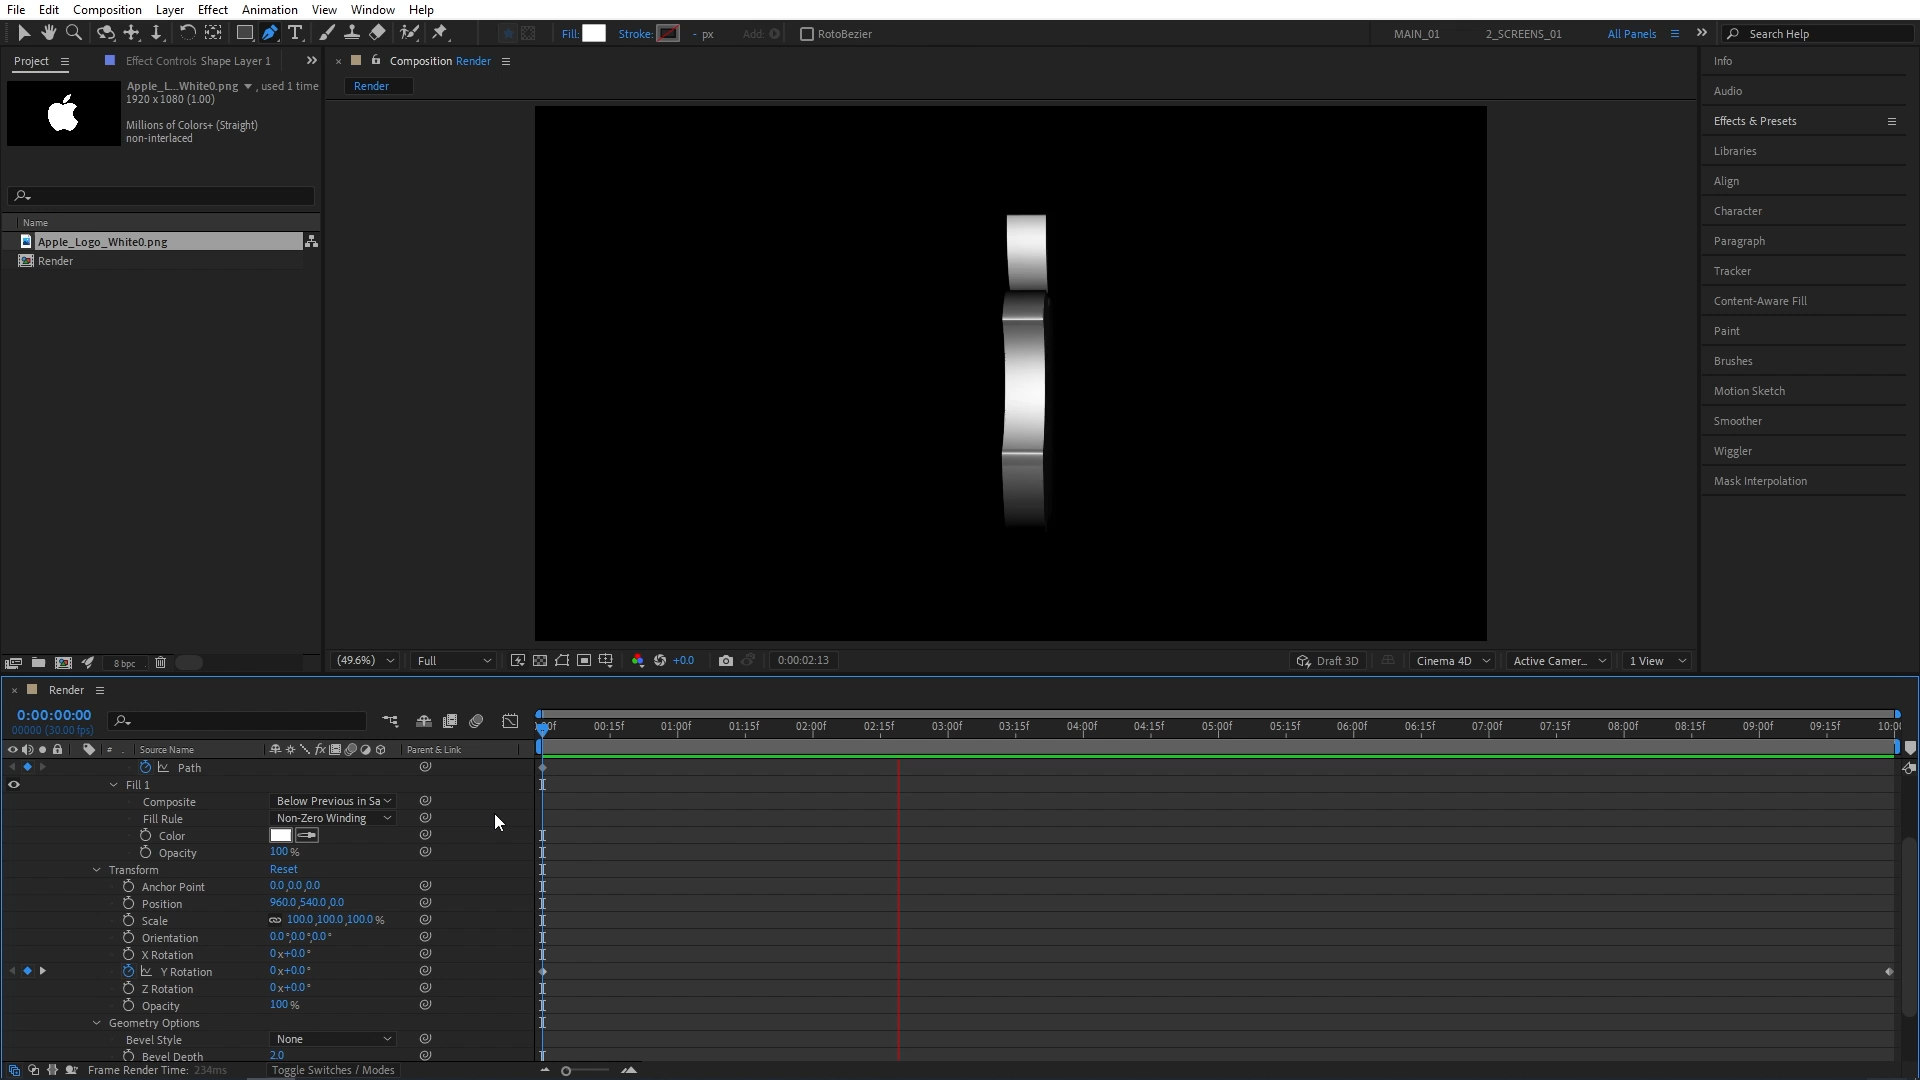 File Edit Composition Layer Effect Animation View Window Help
Fill: Stroke: - px Add: RotoBezier MAIN_01 2_SCREENS_01 All Panels Search Help
Project Effect Controls Shape Layer 1
Composition Render
Render
Apple_L...White0.png , used 1 time
1920 x 1080 (1.00)
Millions of Colors+ (Straight)
non-interlaced
Name
Apple_Logo_White0.png
Render
8 bpc
(49.6%) Full +0.0 0:00:02:13 Draft 3D Cinema 4D Active Camer... 1 View
Info
Audio
Effects & Presets
Libraries
Align
Character
Paragraph
Tracker
Content-Aware Fill
Paint
Brushes
Motion Sketch
Smoother
Wiggler
Mask Interpolation
Render
0:00:00:00
00000 (30.00 fps)
00f 00:15f 01:00f 01:15f 02:00f 02:15f 03:00f 03:15f 04:00f 04:15f 05:00f 05:15f 06:00f 06:15f 07:00f 07:15f 08:00f 08:15f 09:00f 09:15f 10:0
# . Source Name Parent & Link
Path
Fill 1
Composite Below Previous in Sa
Fill Rule Non-Zero Winding
Color
Opacity 100 %
Transform Reset
Anchor Point 0.0,0.0,0.0
Position 960.0,540.0,0.0
Scale 100.0,100.0,100.0 %
Orientation 0.0°,0.0°,0.0°
X Rotation 0x+0.0°
Y Rotation 0x+0.0°
Z Rotation 0x+0.0°
Opacity 100 %
Geometry Options
Bevel Style None
Bevel Depth 2.0
Frame Render Time: 234ms Toggle Switches / Modes